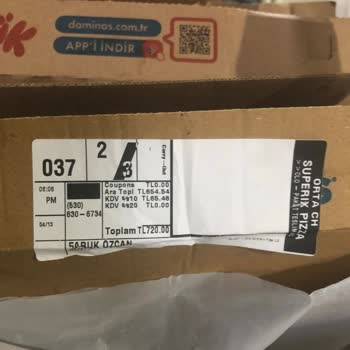 dominos.com.tr
APP'İ İNDİR
037
2
Carry-Out
06:06
PM
(530)
630-6734
04/13
Coupons TL0.00
Ara Topl TL654.54
KDV %10 TL65.46
KDV %20 TL0.00
Toplam TL720.00
ORTA CH
SUPERIX PIZZA